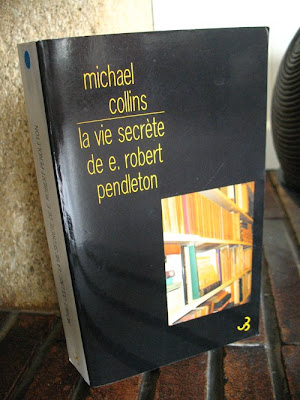 michael
collins
la vie secrète
de e. robert
pendleton